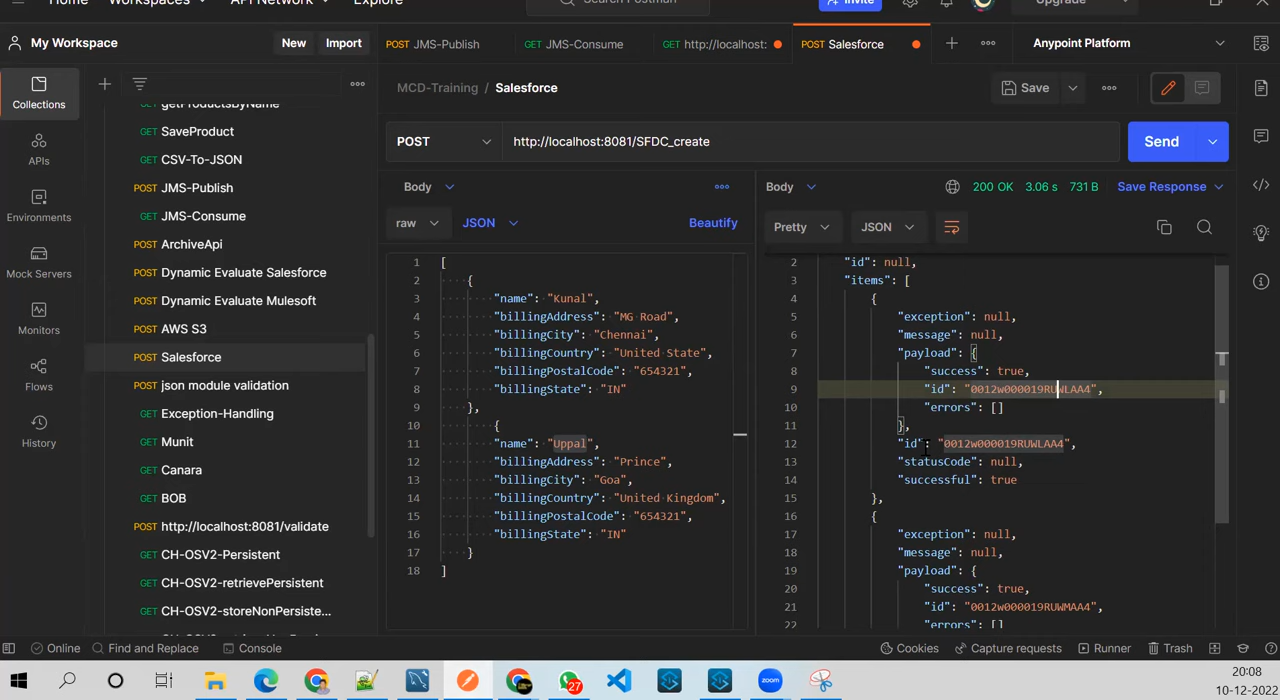 Home Workspaces API Network Explore Search Postman Invite Upgrade
My Workspace New Import POST JMS-Publish GET JMS-Consume GET http://localhost: POST Salesforce Anypoint Platform
Collections
APIs
Environments
Mock Servers
Monitors
Flows
History
GET getProductsbyName
GET SaveProduct
GET CSV-To-JSON
POST JMS-Publish
GET JMS-Consume
POST ArchiveApi
POST Dynamic Evaluate Salesforce
POST Dynamic Evaluate Mulesoft
POST AWS S3
POST Salesforce
POST json module validation
GET Exception-Handling
GET Munit
GET Canara
GET BOB
POST http://localhost:8081/validate
GET CH-OSV2-Persistent
GET CH-OSV2-retrievePersistent
GET CH-OSV2-storeNonPersiste...
MCD-Training / Salesforce Save
POST http://localhost:8081/SFDC_create Send
Body
raw JSON Beautify
1 [
2 {
3 "name": "Kunal",
4 "billingAddress": "MG Road",
5 "billingCity": "Chennai",
6 "billingCountry": "United State",
7 "billingPostalCode": "654321",
8 "billingState": "IN"
9 },
10 {
11 "name": "Uppal",
12 "billingAddress": "Prince",
13 "billingCity": "Goa",
14 "billingCountry": "United Kingdom",
15 "billingPostalCode": "654321",
16 "billingState": "IN"
17 }
18 ]
Body 200 OK 3.06 s 731 B Save Response
Pretty JSON
2 "id": null,
3 "items": [
4 {
5 "exception": null,
6 "message": null,
7 "payload": {
8 "success": true,
9 "id": "0012w000019RUWLAA4",
10 "errors": []
11 },
12 "id": "0012w000019RUWLAA4",
13 "statusCode": null,
14 "successful": true
15 },
16 {
17 "exception": null,
18 "message": null,
19 "payload": {
20 "success": true,
21 "id": "0012w000019RUWMAA4",
22 "errors": []
Online Find and Replace Console Cookies Capture requests Runner Trash
27 zoom
20:08
10-12-2022